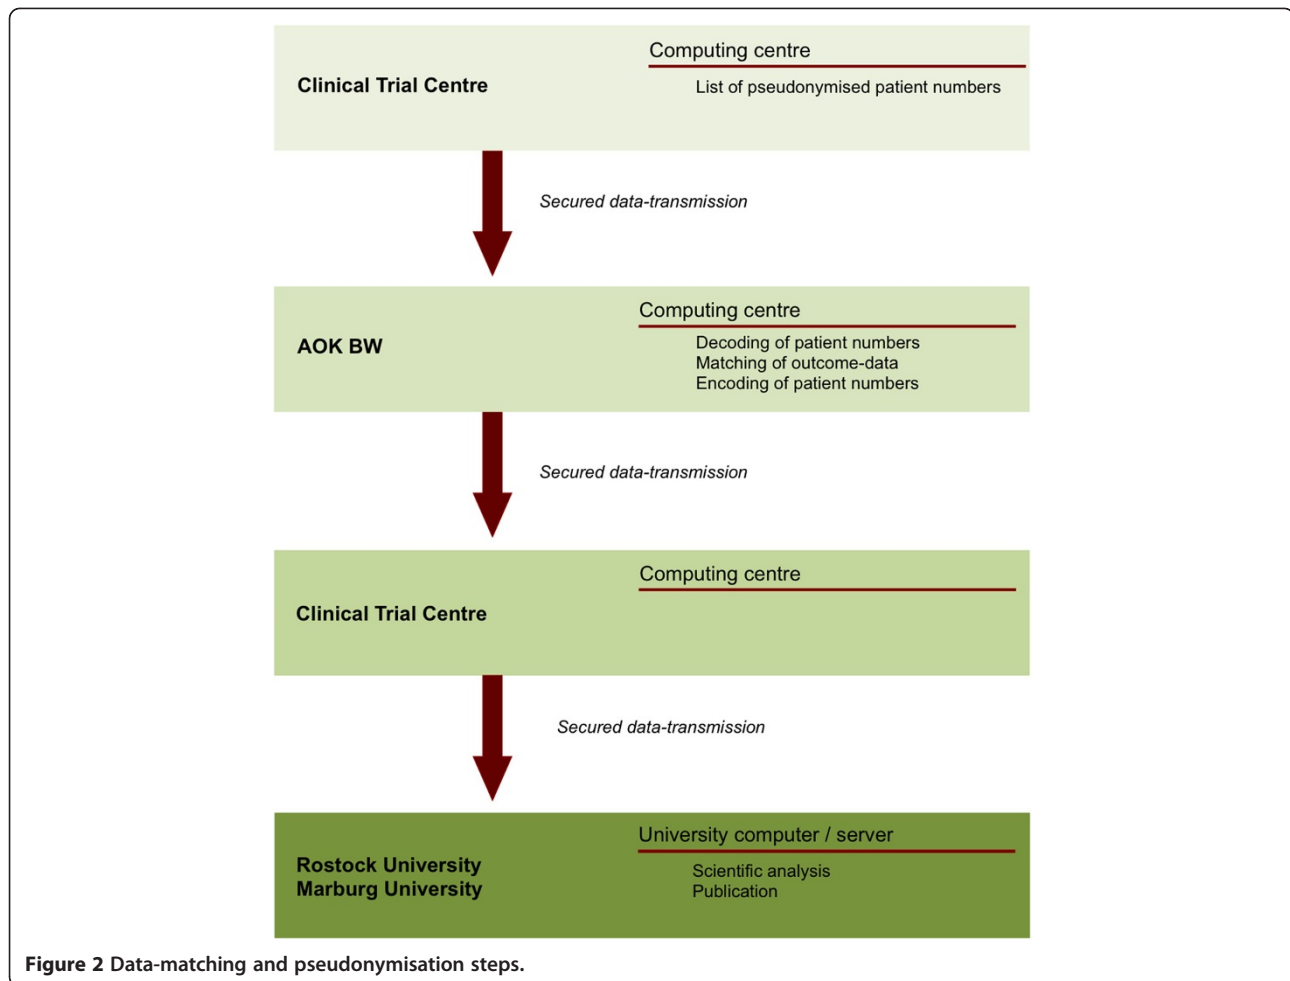 Computing centre
Clinical Trial Centre
List of pseudonymised patient numbers
Secured data-transmission
Computing centre
AOK BW
Decoding of patient numbers
Matching of outcome-data
Encoding of patient numbers
Secured data-transmission
Computing centre
Clinical Trial Centre
Secured data-transmission
University computer / server
Rostock University
Marburg University
Scientific analysis
Publication
Figure 2 Data-matching and pseudonymisation steps.